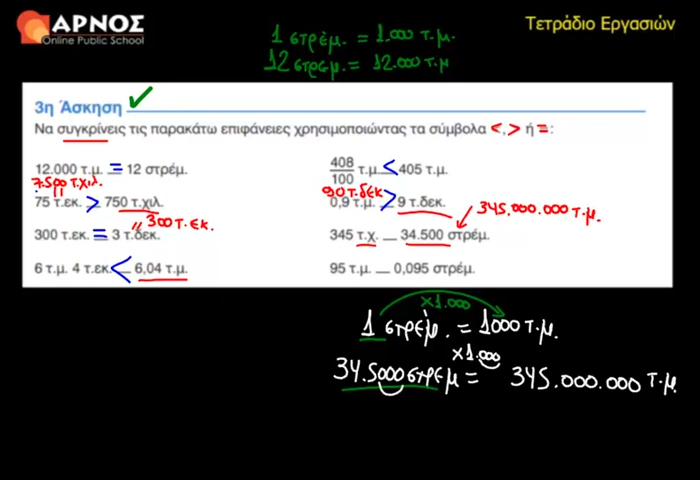 ΑΡΝΟΣ
Online Public School
Τετράδιο Εργασιών
1 στρέμ. = 1.000 τ.μ.
12 στρεμ. = 12.000 τ.μ
3η Άσκηση ✓
Να συγκρίνεις τις παρακάτω επιφάνειες χρησιμοποιώντας τα σύμβολα <, > ή =:
12.000 τ.μ. = 12 στρέμ.
7.500 τ.χιλ.
75 τ.εκ. > 750 τ.χιλ.
300 τ.εκ.
300 τ.εκ. = 3 τ.δεκ.
6 τ.μ. 4 τ.εκ. < 6,04 τ.μ.
408/100 τ.μ. < 405 τ.μ.
90 τ.δεκ
0,9 τ.μ. > 9 τ.δεκ.
345.000.000 τ.μ.
345 τ.χ. __ 34.500 στρέμ.
95 τ.μ. __ 0,095 στρέμ.
×1.000
1 στρέμ. = 1000 τ.μ.
×1.000
34.5000 στρεμ = 345.000.000 τ.μ.